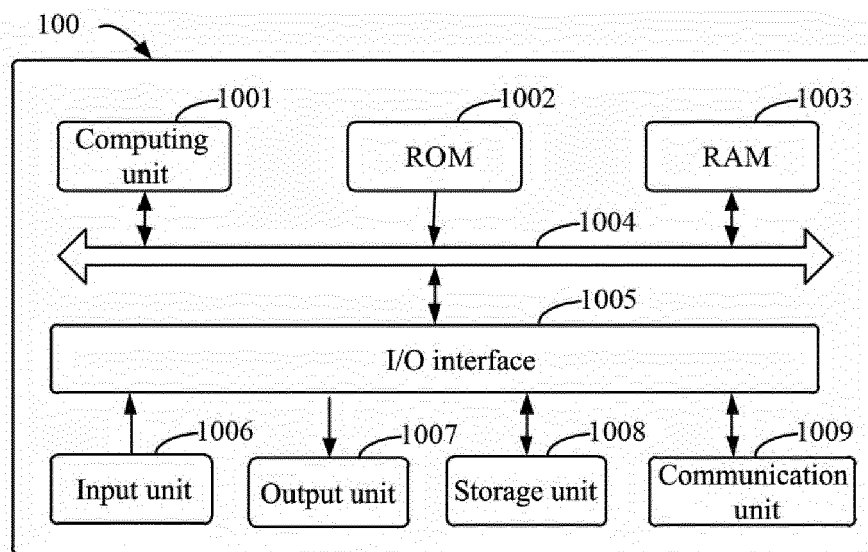 100
1001
1002
1003
Computing
unit
ROM
RAM
1004
1005
I/O interface
1006
1007
1008
1009
Input unit
Output unit
Storage unit
Communication
unit